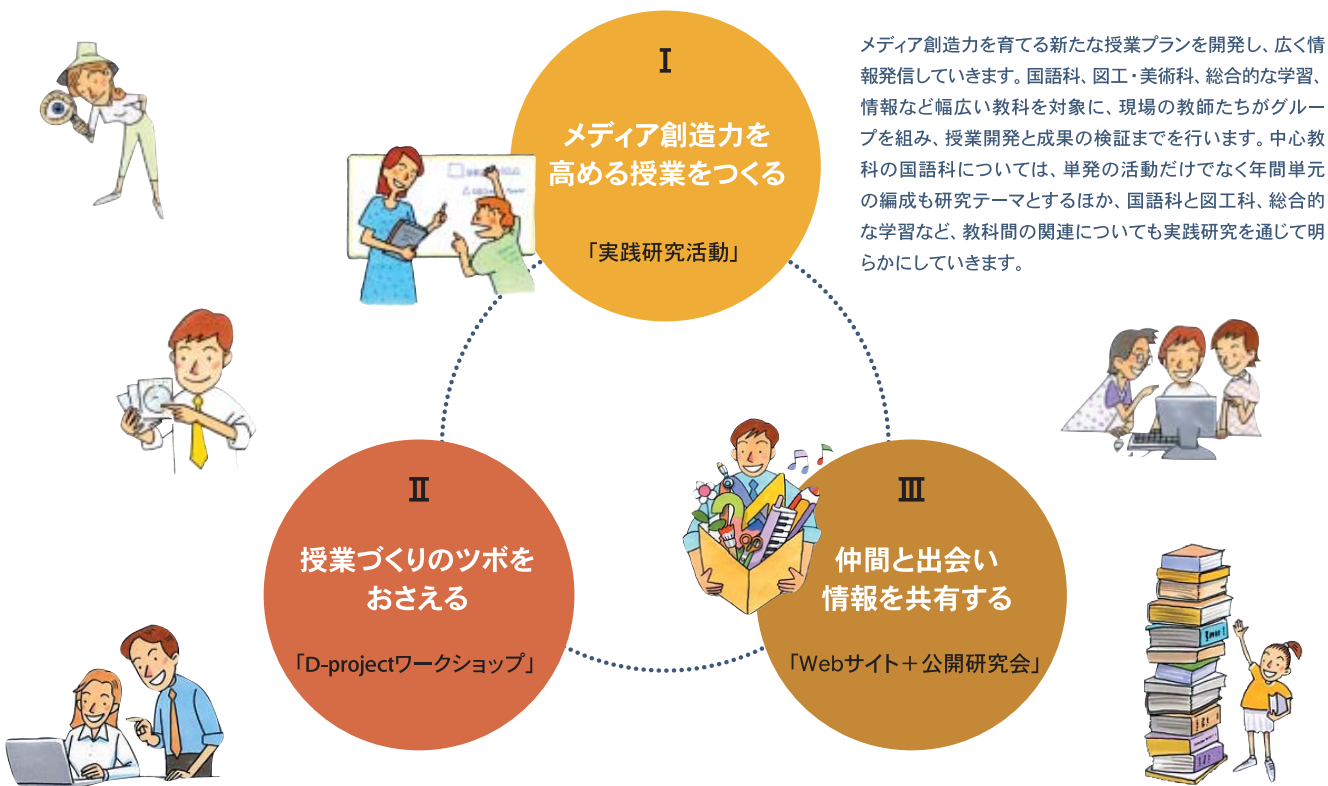 I
メディア創造力を
高める授業をつくる
「実践研究活動」
メディア創造力を育てる新たな授業プランを開発し、広く情
報発信していきます。国語科、図工・美術科、総合的な学習、
情報など幅広い教科を対象に、現場の教師たちがグルー
プを組み、授業開発と成果の検証までを行います。中心教
科の国語科については、単発の活動だけでなく年間単元
の編成も研究テーマとするほか、国語科と図工科、総合的
な学習など、教科間の関連についても実践研究を通じて明
らかにしていきます。
II
授業づくりのツボを
おさえる
「D-projectワークショップ」
III
仲間と出会い
情報を共有する
「Webサイト＋公開研究会」